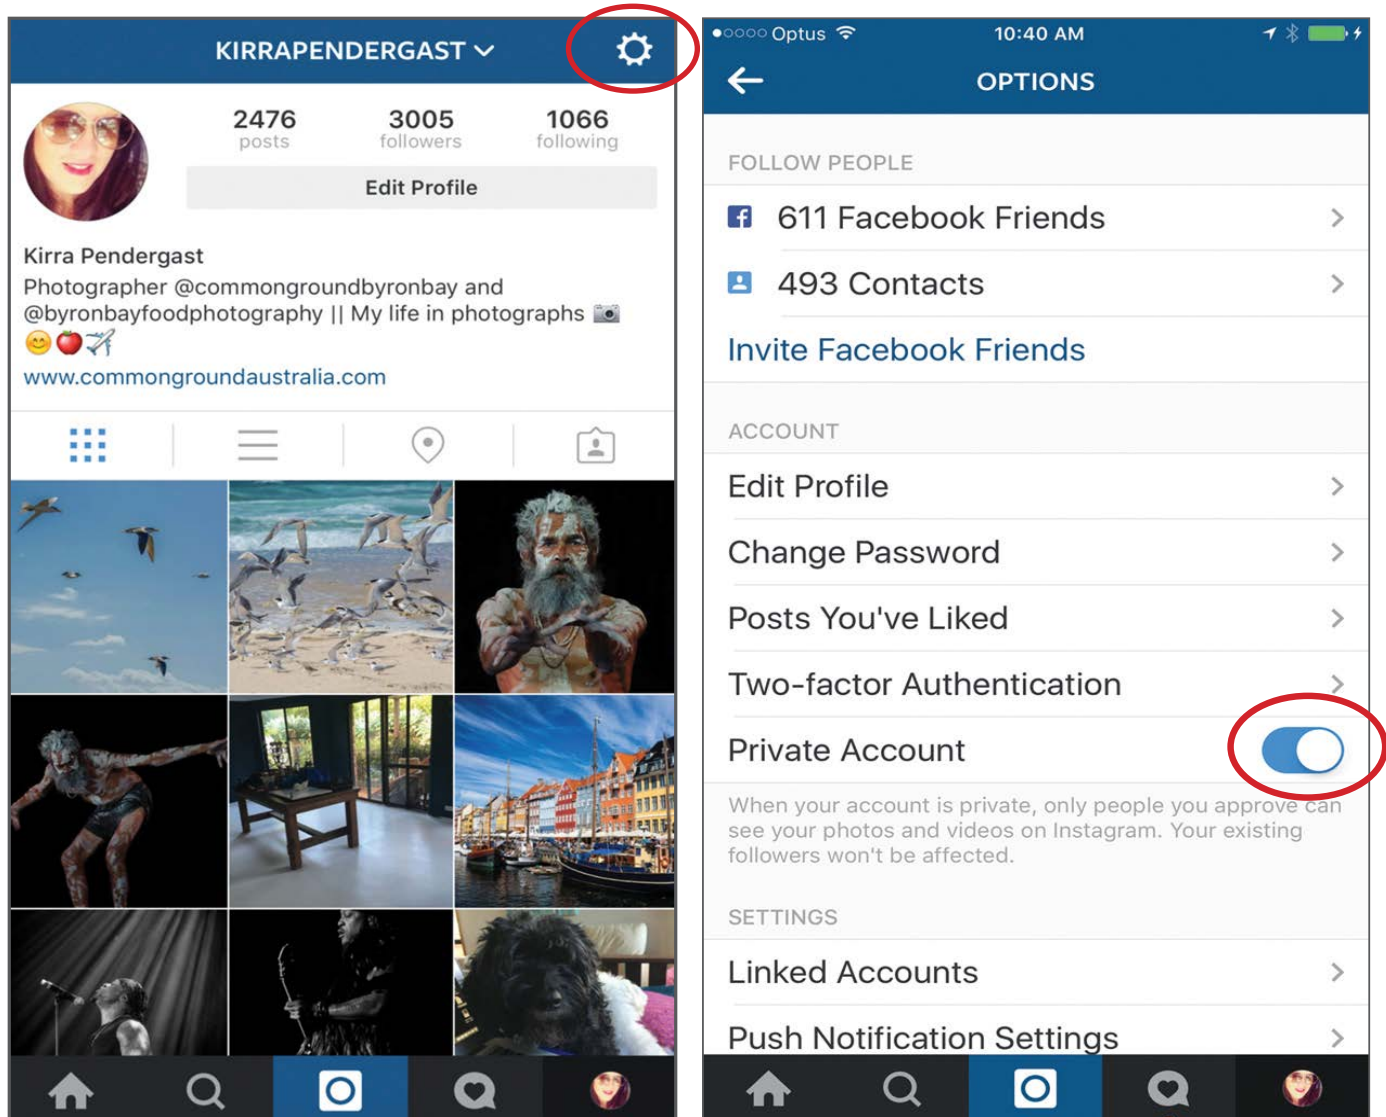 KIRRAPENDERGAST
2476 3005 1066
posts followers following
Edit Profile
Kirra Pendergast
Photographer @commongroundbyronbay and
@byronbayfoodphotography || My life in photographs 📷
😊🍎✈️
www.commongroundaustralia.com
Optus 10:40 AM
OPTIONS
FOLLOW PEOPLE
611 Facebook Friends
493 Contacts
Invite Facebook Friends
ACCOUNT
Edit Profile
Change Password
Posts You've Liked
Two-factor Authentication
Private Account
When your account is private, only people you approve can
see your photos and videos on Instagram. Your existing
followers won't be affected.
SETTINGS
Linked Accounts
Push Notification Settings